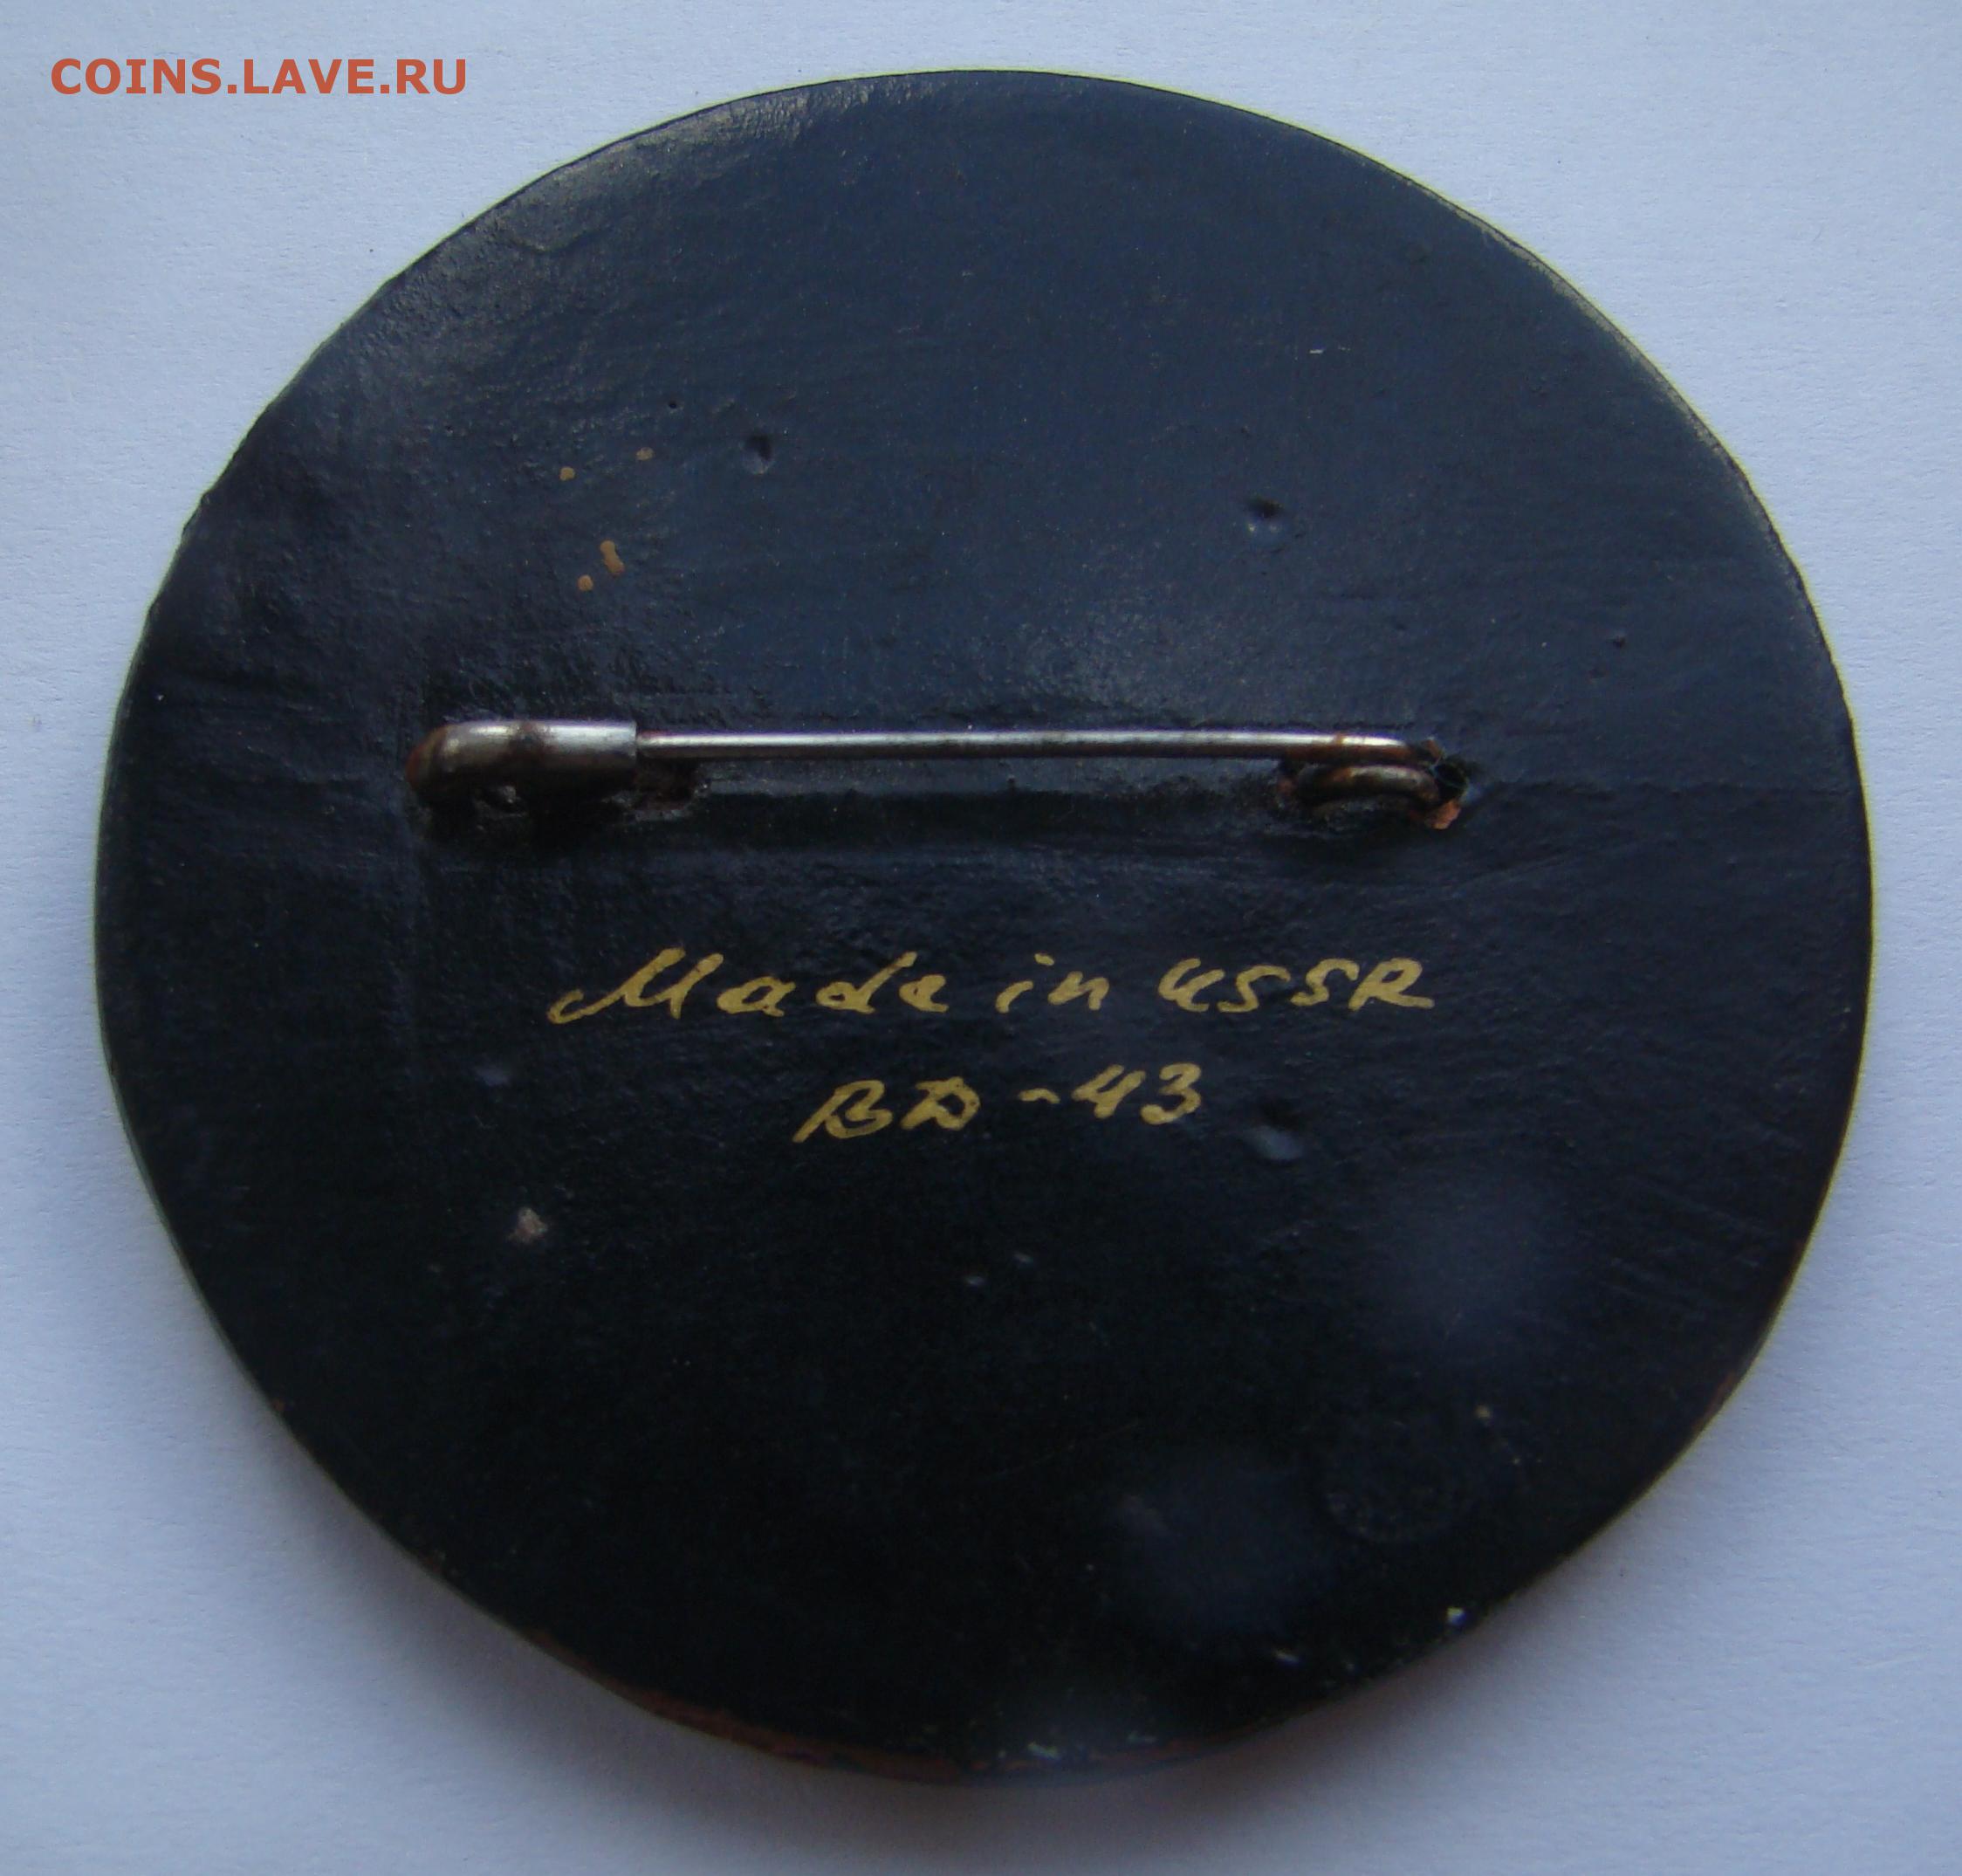 COINS.LAVE.RU
Made in USSR
ВД-43